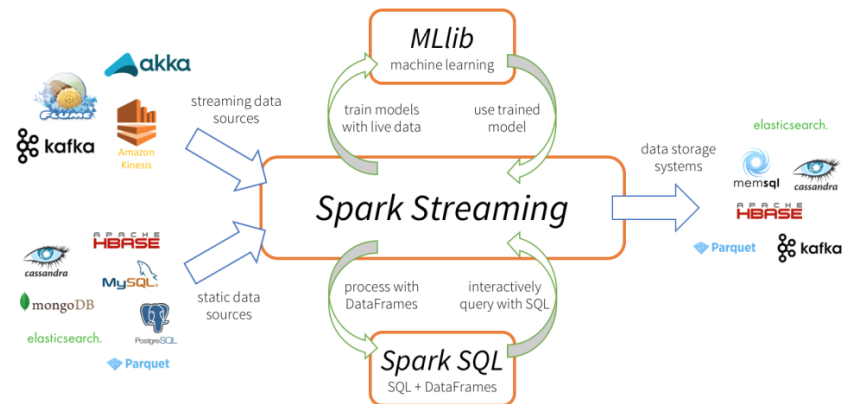 MLlib
machine learning
akka
FLUME
kafka
Amazon
Kinesis
streaming data
sources
train models
with live data
use trained
model
Spark Streaming
data storage
systems
elasticsearch.
memsql
cassandra
APACHE
HBASE
Parquet
kafka
APACHE
HBASE
cassandra
MySQL®
mongoDB
PostgreSQL
elasticsearch.
Parquet
static data
sources
process with
DataFrames
interactively
query with SQL
Spark SQL
SQL + DataFrames